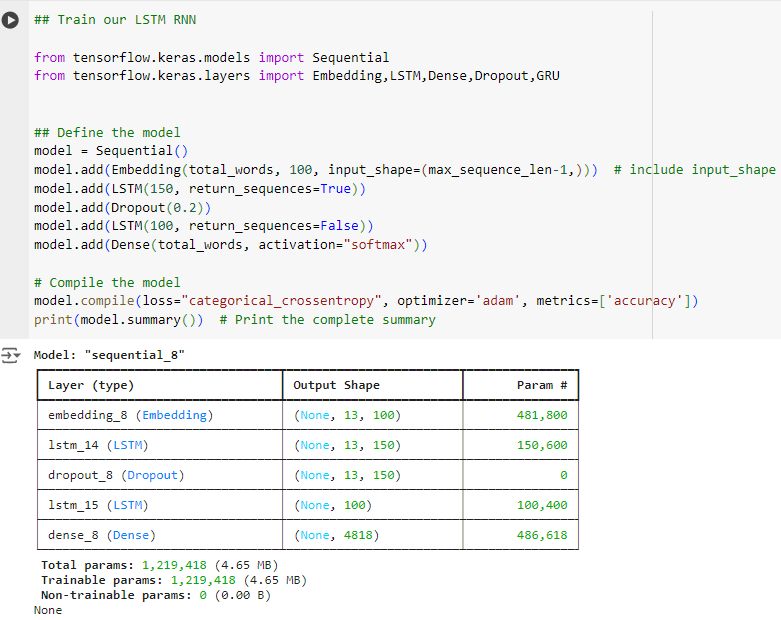 ## Train our LSTM RNN
from tensorflow.keras.models import Sequential
from tensorflow.keras.layers import Embedding,LSTM,Dense,Dropout,GRU
## Define the model
model = Sequential()
model.add(Embedding(total_words, 100, input_shape=(max_sequence_len-1,)))  # include input_shape
model.add(LSTM(150, return_sequences=True))
model.add(Dropout(0.2))
model.add(LSTM(100, return_sequences=False))
model.add(Dense(total_words, activation="softmax"))
# Compile the model
model.compile(loss="categorical_crossentropy", optimizer='adam', metrics=['accuracy'])
print(model.summary())  # Print the complete summary
Model: "sequential_8"
Layer (type) Output Shape Param #
embedding_8 (Embedding) (None, 13, 100) 481,800
lstm_14 (LSTM) (None, 13, 150) 150,600
dropout_8 (Dropout) (None, 13, 150) 0
lstm_15 (LSTM) (None, 100) 100,400
dense_8 (Dense) (None, 4818) 486,618
Total params: 1,219,418 (4.65 MB)
Trainable params: 1,219,418 (4.65 MB)
Non-trainable params: 0 (0.00 B)
None